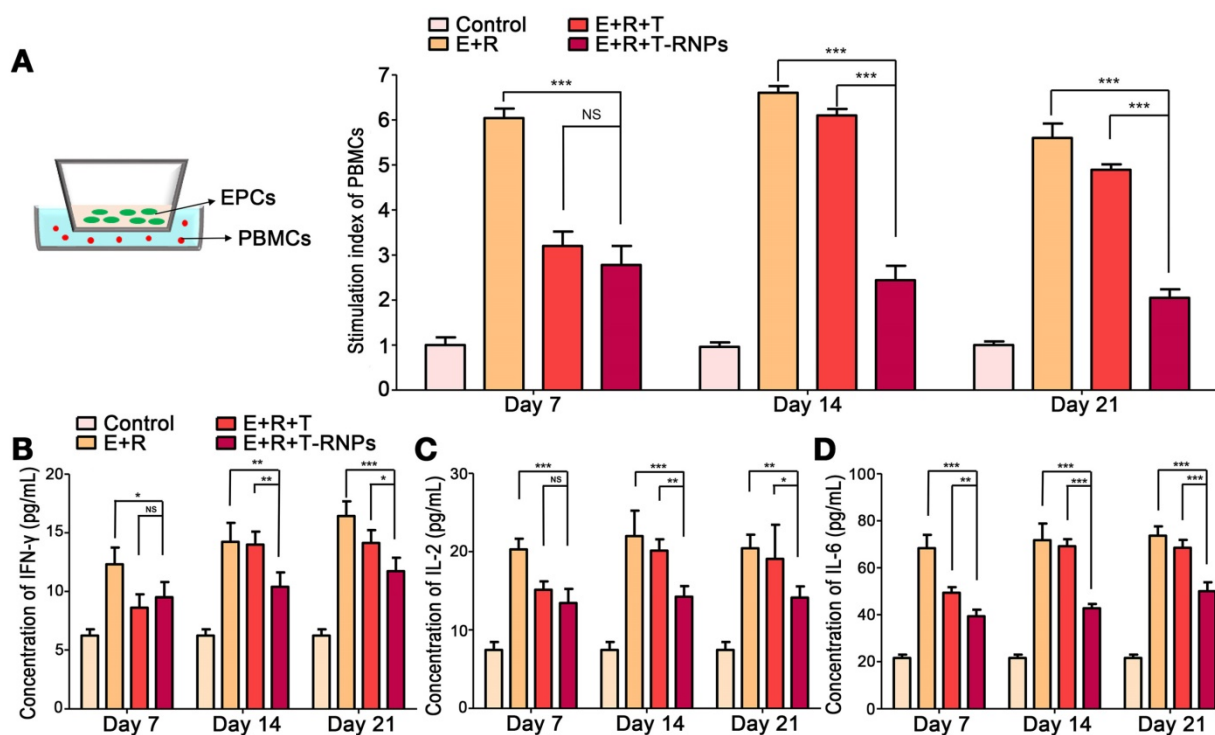 A
Control
E+R+T
E+R
E+R+T-RNPs
EPCs
PBMCs
Stimulation index of PBMCs
7
6
5
4
3
2
1
0
***
NS
***
***
***
***
Day 7
Day 14
Day 21
Control
E+R+T
E+R
E+R+T-RNPs
B
Concentration of IFN-γ (pg/mL)
20
15
10
5
0
*
NS
**
**
***
*
Day 7
Day 14
Day 21
C
Concentration of IL-2 (pg/mL)
30
20
10
0
***
NS
***
**
**
*
Day 7
Day 14
Day 21
D
Concentration of IL-6 (pg/mL)
100
80
60
40
20
0
***
**
***
***
***
***
Day 7
Day 14
Day 21